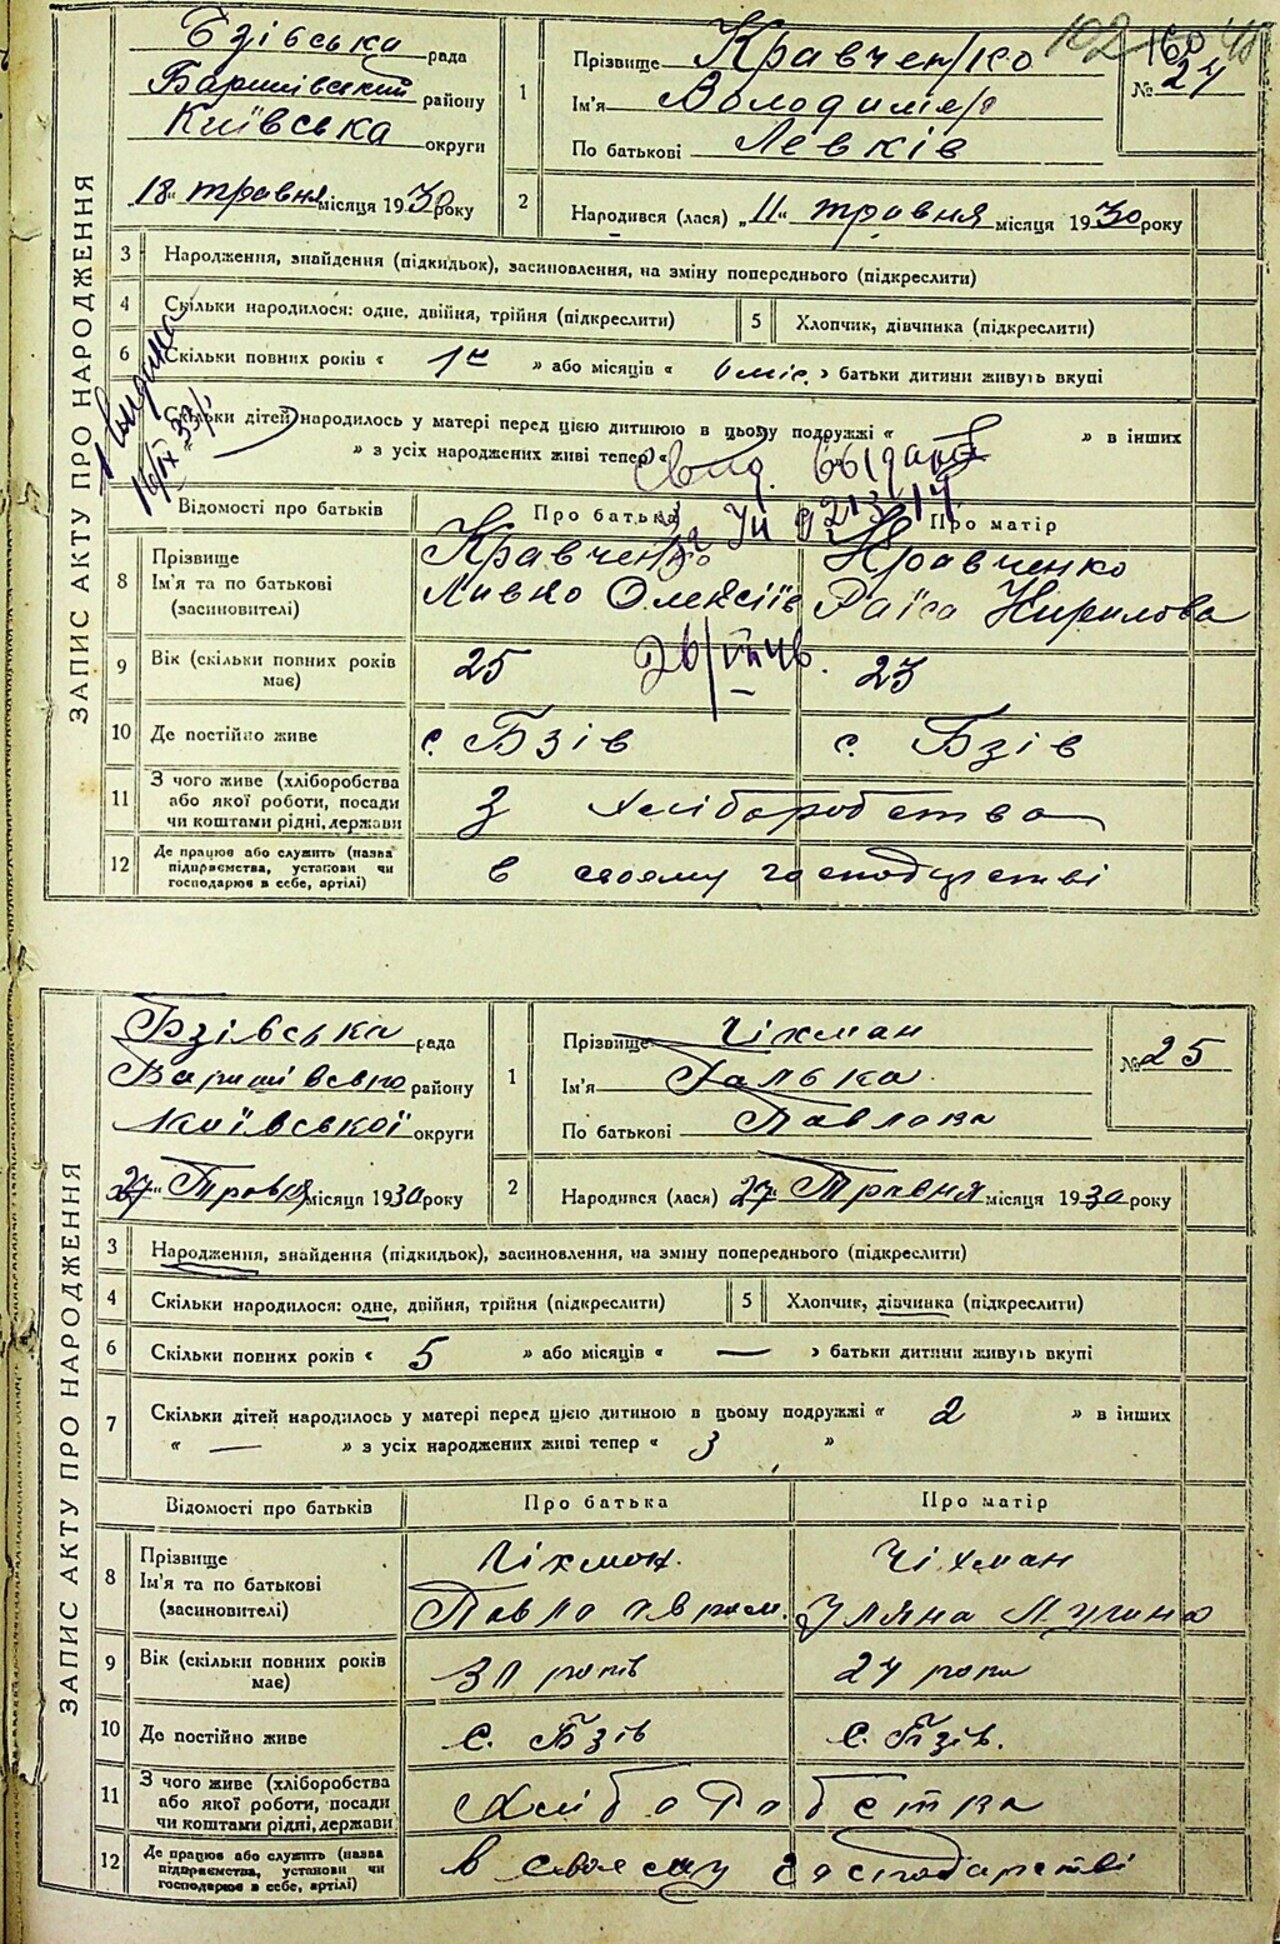 102 160
Бзівська рада
Баришівський району
Київська округи
„18" травня місяця 1930 року
1
Прізвище Кравченко
Ім'я Володимер
По батькові Левків
№ 24
2
Народився (лася) „11" травня місяця 1930 року
ЗАПИС АКТУ ПРО НАРОДЖЕННЯ
3 Народження, знайдення (підкидьок), засиновлення, на зміну попереднього (підкреслити)
4 Скільки народилося: одне, двійня, трійня (підкреслити)
5 Хлопчик, дівчинка (підкреслити)
6 Скільки повних років « 1 » або місяців « міс. » батьки дитини живуть вкупі
Скільки дітей народилось у матері перед цією дитиною в цьому подружжі « » в інших
» з усіх народжених живі тепер «
16/IX 33
Відомості про батьків Про батька Про матір
8 Прізвище
Ім'я та по батькові
(засиновителі)
Кравченко
Ливко Олексіїв
Кравченко
Раїса Кирилова
9 Вік (скільки повних років має) 25 23
10 Де постійно живе с. Бзів с. Бзів
11 З чого живе (хліборобства
або якої роботи, посади
чи коштами рідні, держави
З хліборобства
12 Де працює або служить (назва
підприємства, установи чи
господарює в себе, артілі)
в своєму господарстві
Бзівська рада
Баришівсько району
Київської округи
27 Травня місяця 1930 року
1
Прізвище Чіхман
Ім'я Галька
По батькові Павлова
№ 25
2
Народився (лася) 27 Травня місяця 1930 року
ЗАПИС АКТУ ПРО НАРОДЖЕННЯ
3 Народження, знайдення (підкидьок), засиновлення, на зміну попереднього (підкреслити)
4 Скільки народилося: одне, двійня, трійня (підкреслити)
5 Хлопчик, дівчинка (підкреслити)
6 Скільки повних років « 5 » або місяців « — » батьки дитини живуть вкупі
7 Скільки дітей народилось у матері перед цією дитиною в цьому подружжі « 2 » в інших
« — » з усіх народжених живі тепер « 3 »
Відомості про батьків Про батька Про матір
8 Прізвище
Ім'я та по батькові
(засиновителі)
Чіхман.
Павло
Чіхман
Уляна
9 Вік (скільки повних років має) років 24 роки
10 Де постійно живе с. Бзів с. Бзів.
11 З чого живе (хліборобства
або якої роботи, посади
чи коштами рідні, держави
Хліборобства
12 Де працює або служить (назва
підприємства, установи чи
господарює в себе, артілі)
в своєму господарстві